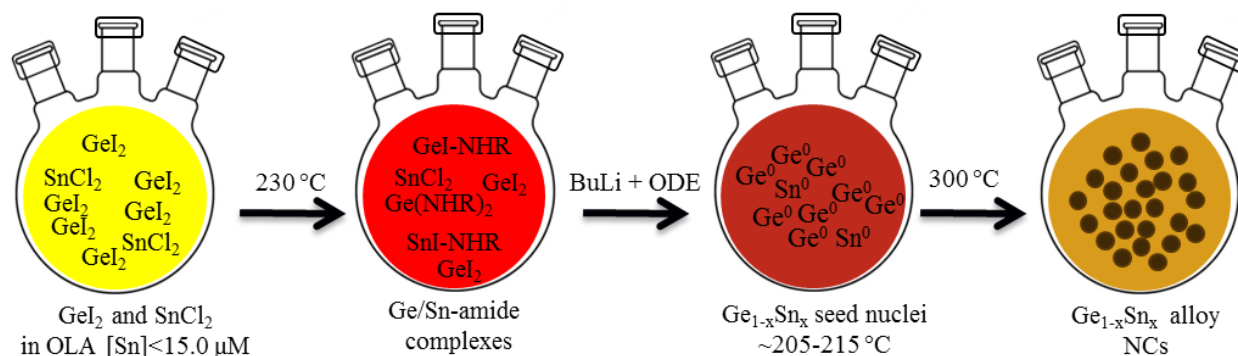 GeI₂
SnCl₂
GeI₂
GeI₂
GeI₂
GeI₂
SnCl₂
GeI₂
GeI₂ and SnCl₂
in OLA [Sn]<15.0 μM
230 °C
GeI-NHR
SnCl₂
GeI₂
Ge(NHR)₂
SnI-NHR
GeI₂
Ge/Sn-amide
complexes
BuLi + ODE
Ge⁰
Ge⁰
Ge⁰
Sn⁰
Ge⁰
Ge⁰
Ge⁰
Ge⁰
Ge⁰ Sn⁰
Ge₁₋ₓSnₓ seed nuclei
~205-215 °C
300 °C
Ge₁₋ₓSnₓ alloy
NCs